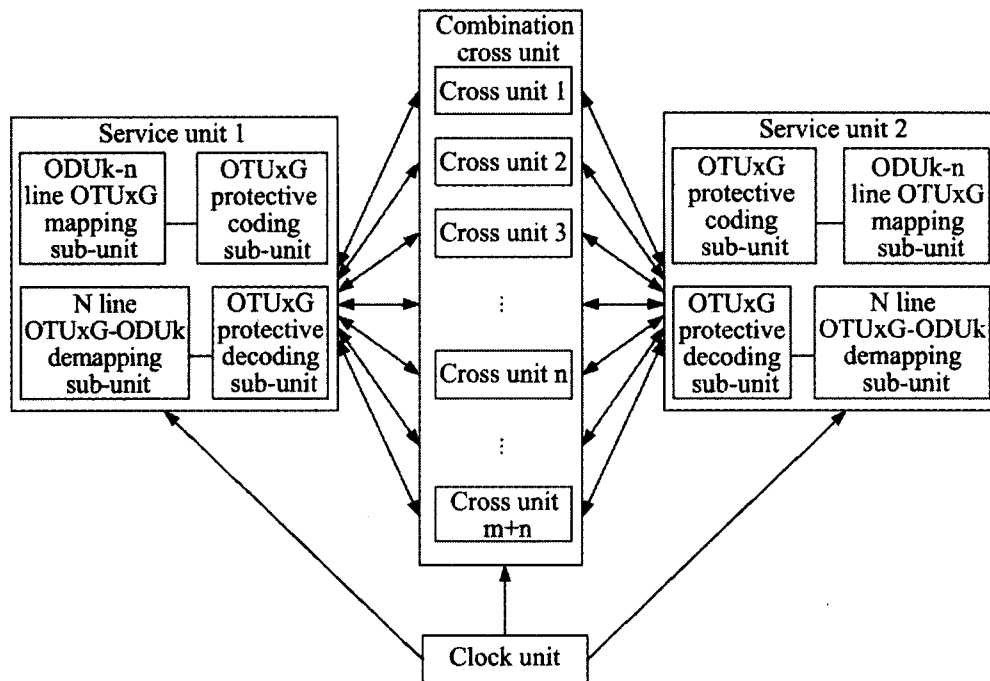 Combination
cross unit
Cross unit 1
Cross unit 2
Cross unit 3
⋮
Cross unit n
⋮
Cross unit
m+n
Service unit 1
ODUk-n
line OTUxG
mapping
sub-unit
OTUxG
protective
coding
sub-unit
N line
OTUxG-ODUk
demapping
sub-unit
OTUxG
protective
decoding
sub-unit
Service unit 2
OTUxG
protective
coding
sub-unit
ODUk-n
line OTUxG
mapping
sub-unit
OTUxG
protective
decoding
sub-unit
N line
OTUxG-ODUk
demapping
sub-unit
Clock unit